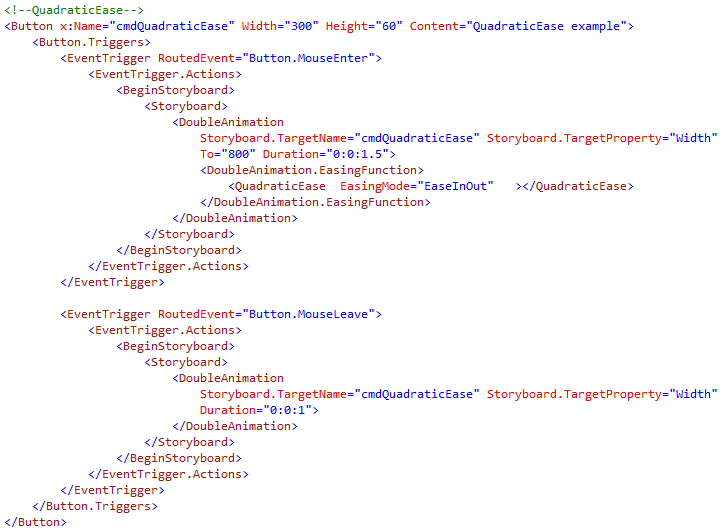 <!--QuadraticEase-->
<Button x:Name="cmdQuadraticEase" Width="300" Height="60" Content="QuadraticEase example">
    <Button.Triggers>
        <EventTrigger RoutedEvent="Button.MouseEnter">
            <EventTrigger.Actions>
                <BeginStoryboard>
                    <Storyboard>
                        <DoubleAnimation
                            Storyboard.TargetName="cmdQuadraticEase" Storyboard.TargetProperty="Width"
                            To="800" Duration="0:0:1.5">
                            <DoubleAnimation.EasingFunction>
                                <QuadraticEase  EasingMode="EaseInOut"   ></QuadraticEase>
                            </DoubleAnimation.EasingFunction>
                        </DoubleAnimation>
                    </Storyboard>
                </BeginStoryboard>
            </EventTrigger.Actions>
        </EventTrigger>

        <EventTrigger RoutedEvent="Button.MouseLeave">
            <EventTrigger.Actions>
                <BeginStoryboard>
                    <Storyboard>
                        <DoubleAnimation
                            Storyboard.TargetName="cmdQuadraticEase" Storyboard.TargetProperty="Width"
                            Duration="0:0:1">
                        </DoubleAnimation>
                    </Storyboard>
                </BeginStoryboard>
            </EventTrigger.Actions>
        </EventTrigger>
    </Button.Triggers>
</Button>